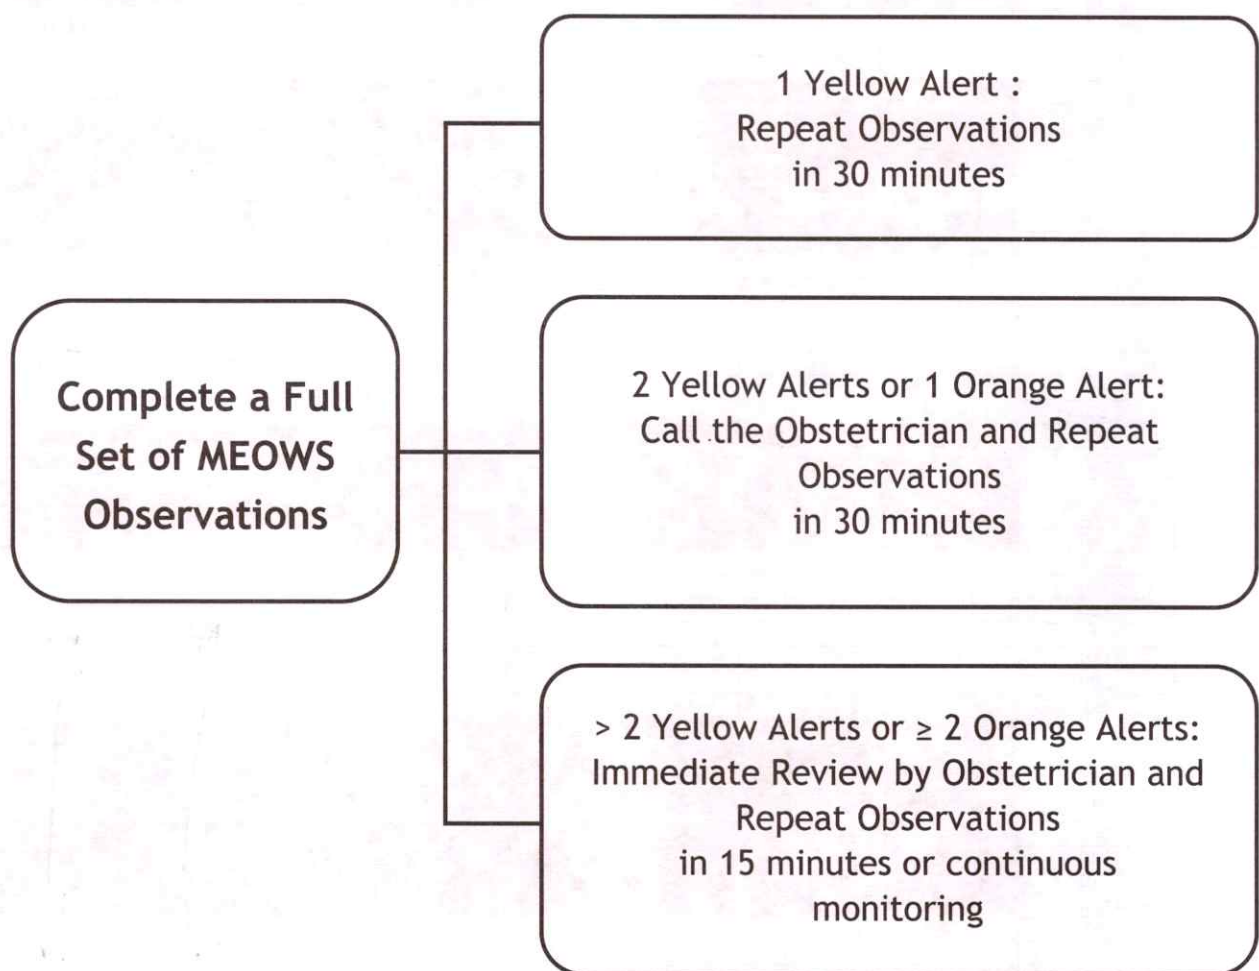 Complete a Full
Set of MEOWS
Observations
1 Yellow Alert :
Repeat Observations
in 30 minutes
2 Yellow Alerts or 1 Orange Alert:
Call the Obstetrician and Repeat
Observations
in 30 minutes
> 2 Yellow Alerts or ≥ 2 Orange Alerts:
Immediate Review by Obstetrician and
Repeat Observations
in 15 minutes or continuous
monitoring